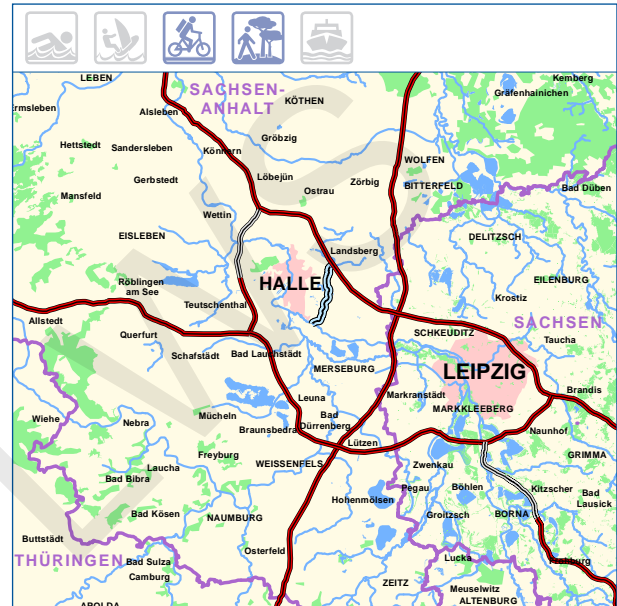 LEBEN
Kemberg
SACHSEN-
ANHALT
Gräfenhainichen
KÖTHEN
ermsleben
Alsleben
Gröbzig
Hettstedt
Sandersleben
Könnern
WOLFEN
Löbejün
Gerbstedt
Zörbig
BITTERFELD
Bad Düben
Mansfeld
Ostrau
Wettin
EISLEBEN
DELITZSCH
Landsberg
Röblingen
am See
HALLE
EILENBURG
Krostiz
Teutschenthal
Allstedt
SACHSEN
Querfurt
SCHKEUDITZ
Taucha
Schafstädt
Bad Lauchstädt
MERSEBURG
LEIPZIG
Brandis
Leuna
Markranstädt
MARKKLEEBERG
Wiehe
Mücheln
Bad
Dürrenberg
Nebra
Braunsbedra
Naunhof
Lützen
Freyburg
GRIMMA
WEISSENFELS
Zwenkau
Laucha
Bad Bibra
Pegau
Böhlen
Kitzscher
Bad
Lausick
Hohenmölsen
Bad Kösen
NAUMBURG
Groitzsch
BORNA
Buttstädt
Osterfeld
THÜRINGEN
Bad Sulza
Lucka
Frohburg
Camburg
ZEITZ
Meuselwitz
ALTENBURG
APOLDA